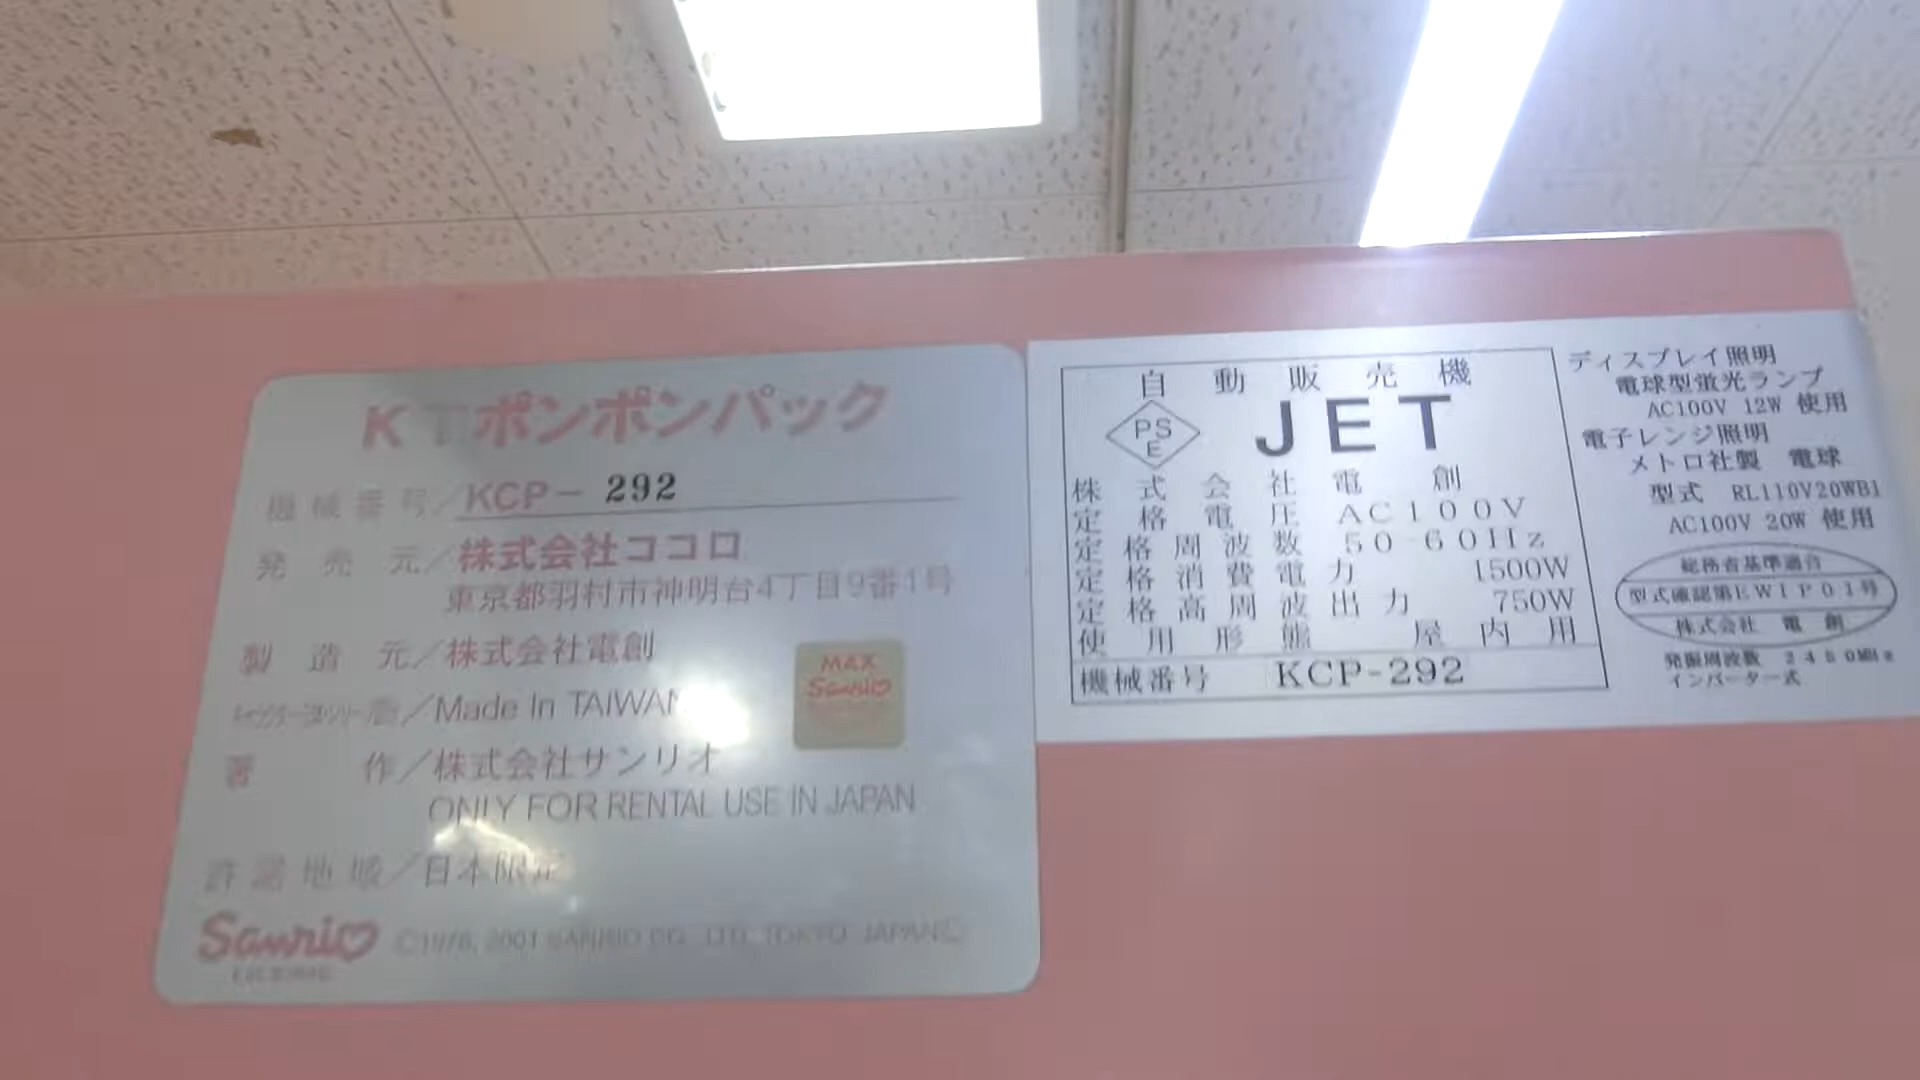 KTポンポンパック
機械番号/KCP- 292
発売元/株式会社ココロ
東京都羽村市神明台4丁目9番1号
製造元/株式会社電創
/Made In TAIWAN
MAX
Sanrio
著作/株式会社サンリオ
ONLY FOR RENTAL USE IN JAPAN
許諾地域/日本限定
Sanrio
©1976, 2001 SANRIO CO., LTD. TOKYO, JAPAN
自動販売機
PS
E
JET
株式会社電創
定格電圧 AC100V
定格周波数 50-60Hz
定格消費電力 1500W
定格高周波出力 750W
使用形態 屋内用
機械番号 KCP-292
ディスプレイ照明
電球型蛍光ランプ
AC100V 12W 使用
電子レンジ照明
メトロ社製 電球
型式 RL110V20WB1
AC100V 20W 使用
総務省基準適合
型式確認第EWIP01号
株式会社 電創
発振周波数 2450MHz
インバーター式